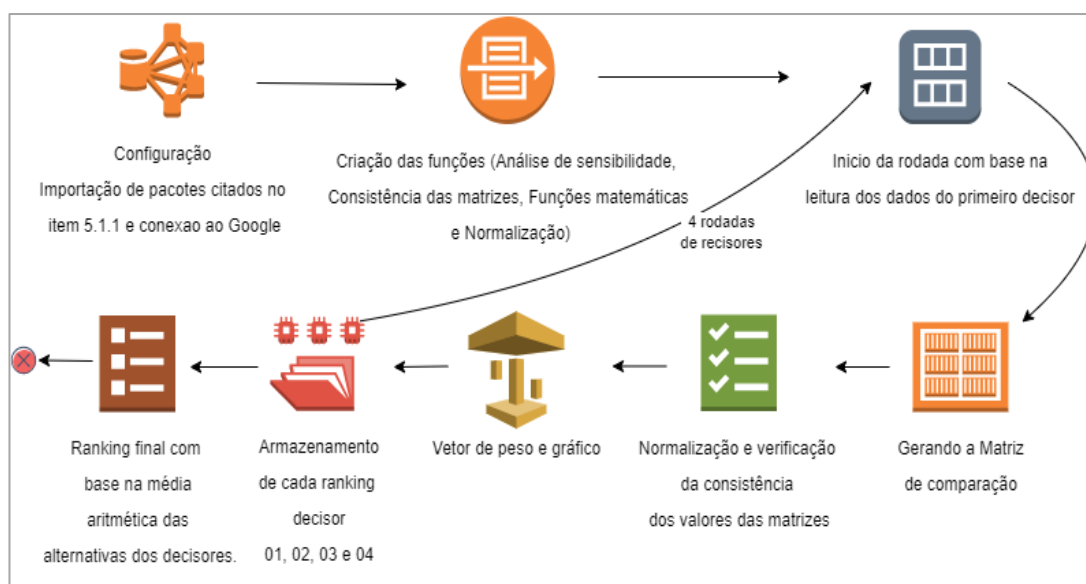 Configuração
Importação de pacotes citados no
item 5.1.1 e conexao ao Google
Criação das funções (Análise de sensibilidade,
Consistência das matrizes, Funções matemáticas
e Normalização)
Inicio da rodada com base na
leitura dos dados do primeiro decisor
4 rodadas
de recisores
Ranking final com
base na média
aritmética das
alternativas dos decisores.
Armazenamento
de cada ranking
decisor
01, 02, 03 e 04
Vetor de peso e gráfico
Normalização e verificação
da consistência
dos valores das matrizes
Gerando a Matriz
de comparação